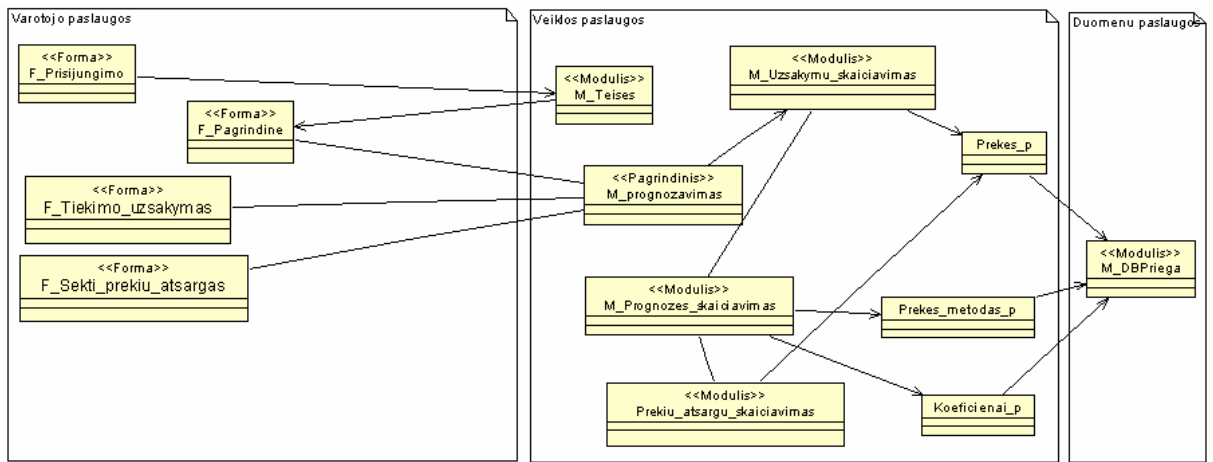 Varotojo paslaugos
<<Forma>>
F_Prisijungimo
<<Forma>>
F_Pagrindine
<<Forma>>
F_Tiekimo_uzsakymas
<<Forma>>
F_Sekti_prekiu_atsargas
Veiklos paslaugos
<<Modulis>>
M_Teises
<<Modulis>>
M_Uzsakymu_skaiciavimas
Prekes_p
<<Pagrindinis>>
M_prognozavimas
<<Modulis>>
M_Prognozes_skaiciavimas
Prekes_metodas_p
<<Modulis>>
Prekiu_atsargu_skaiciavimas
Koeficienai_p
Duomenu paslaugos
<<Modulis>>
M_DBPriega